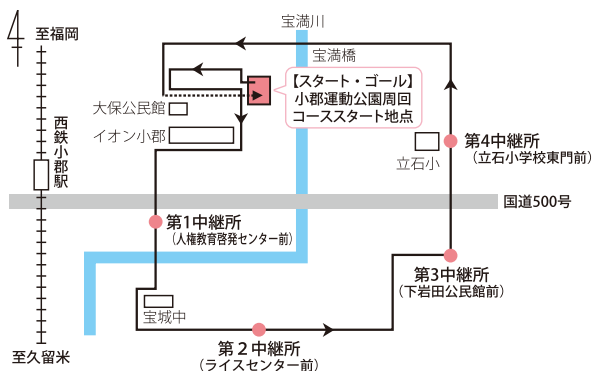 宝満川
至福岡
宝満橋
【スタート・ゴール】
小郡運動公園周回
コーススタート地点
大保公民館
イオン小郡
西鉄小郡駅
第4中継所
（立石小学校東門前）
立石小
国道500号
第1中継所
（人権教育啓発センター前）
第3中継所
（下岩田公民館前）
宝城中
第２中継所
（ライスセンター前）
至久留米